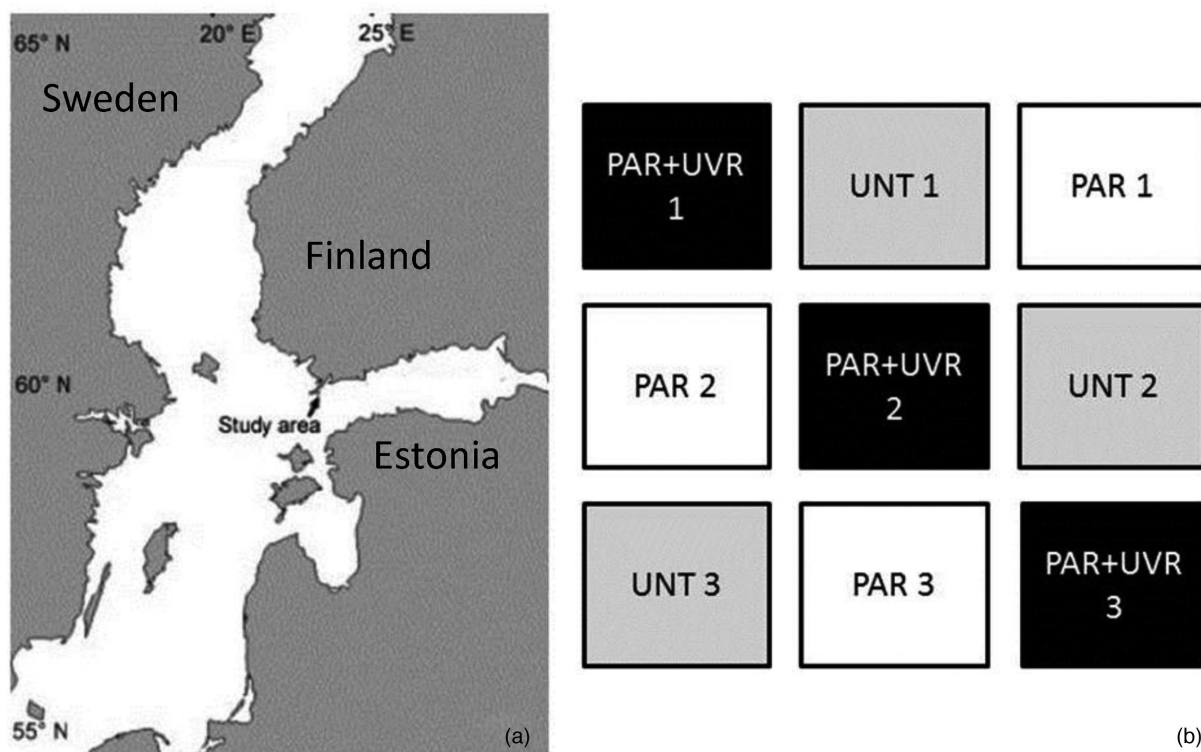 65° N
20° E
25° E
Sweden
Finland
60° N
Study area
Estonia
55° N
(a)
PAR+UVR
1
UNT 1
PAR 1
PAR 2
PAR+UVR
2
UNT 2
UNT 3
PAR 3
PAR+UVR
3
(b)